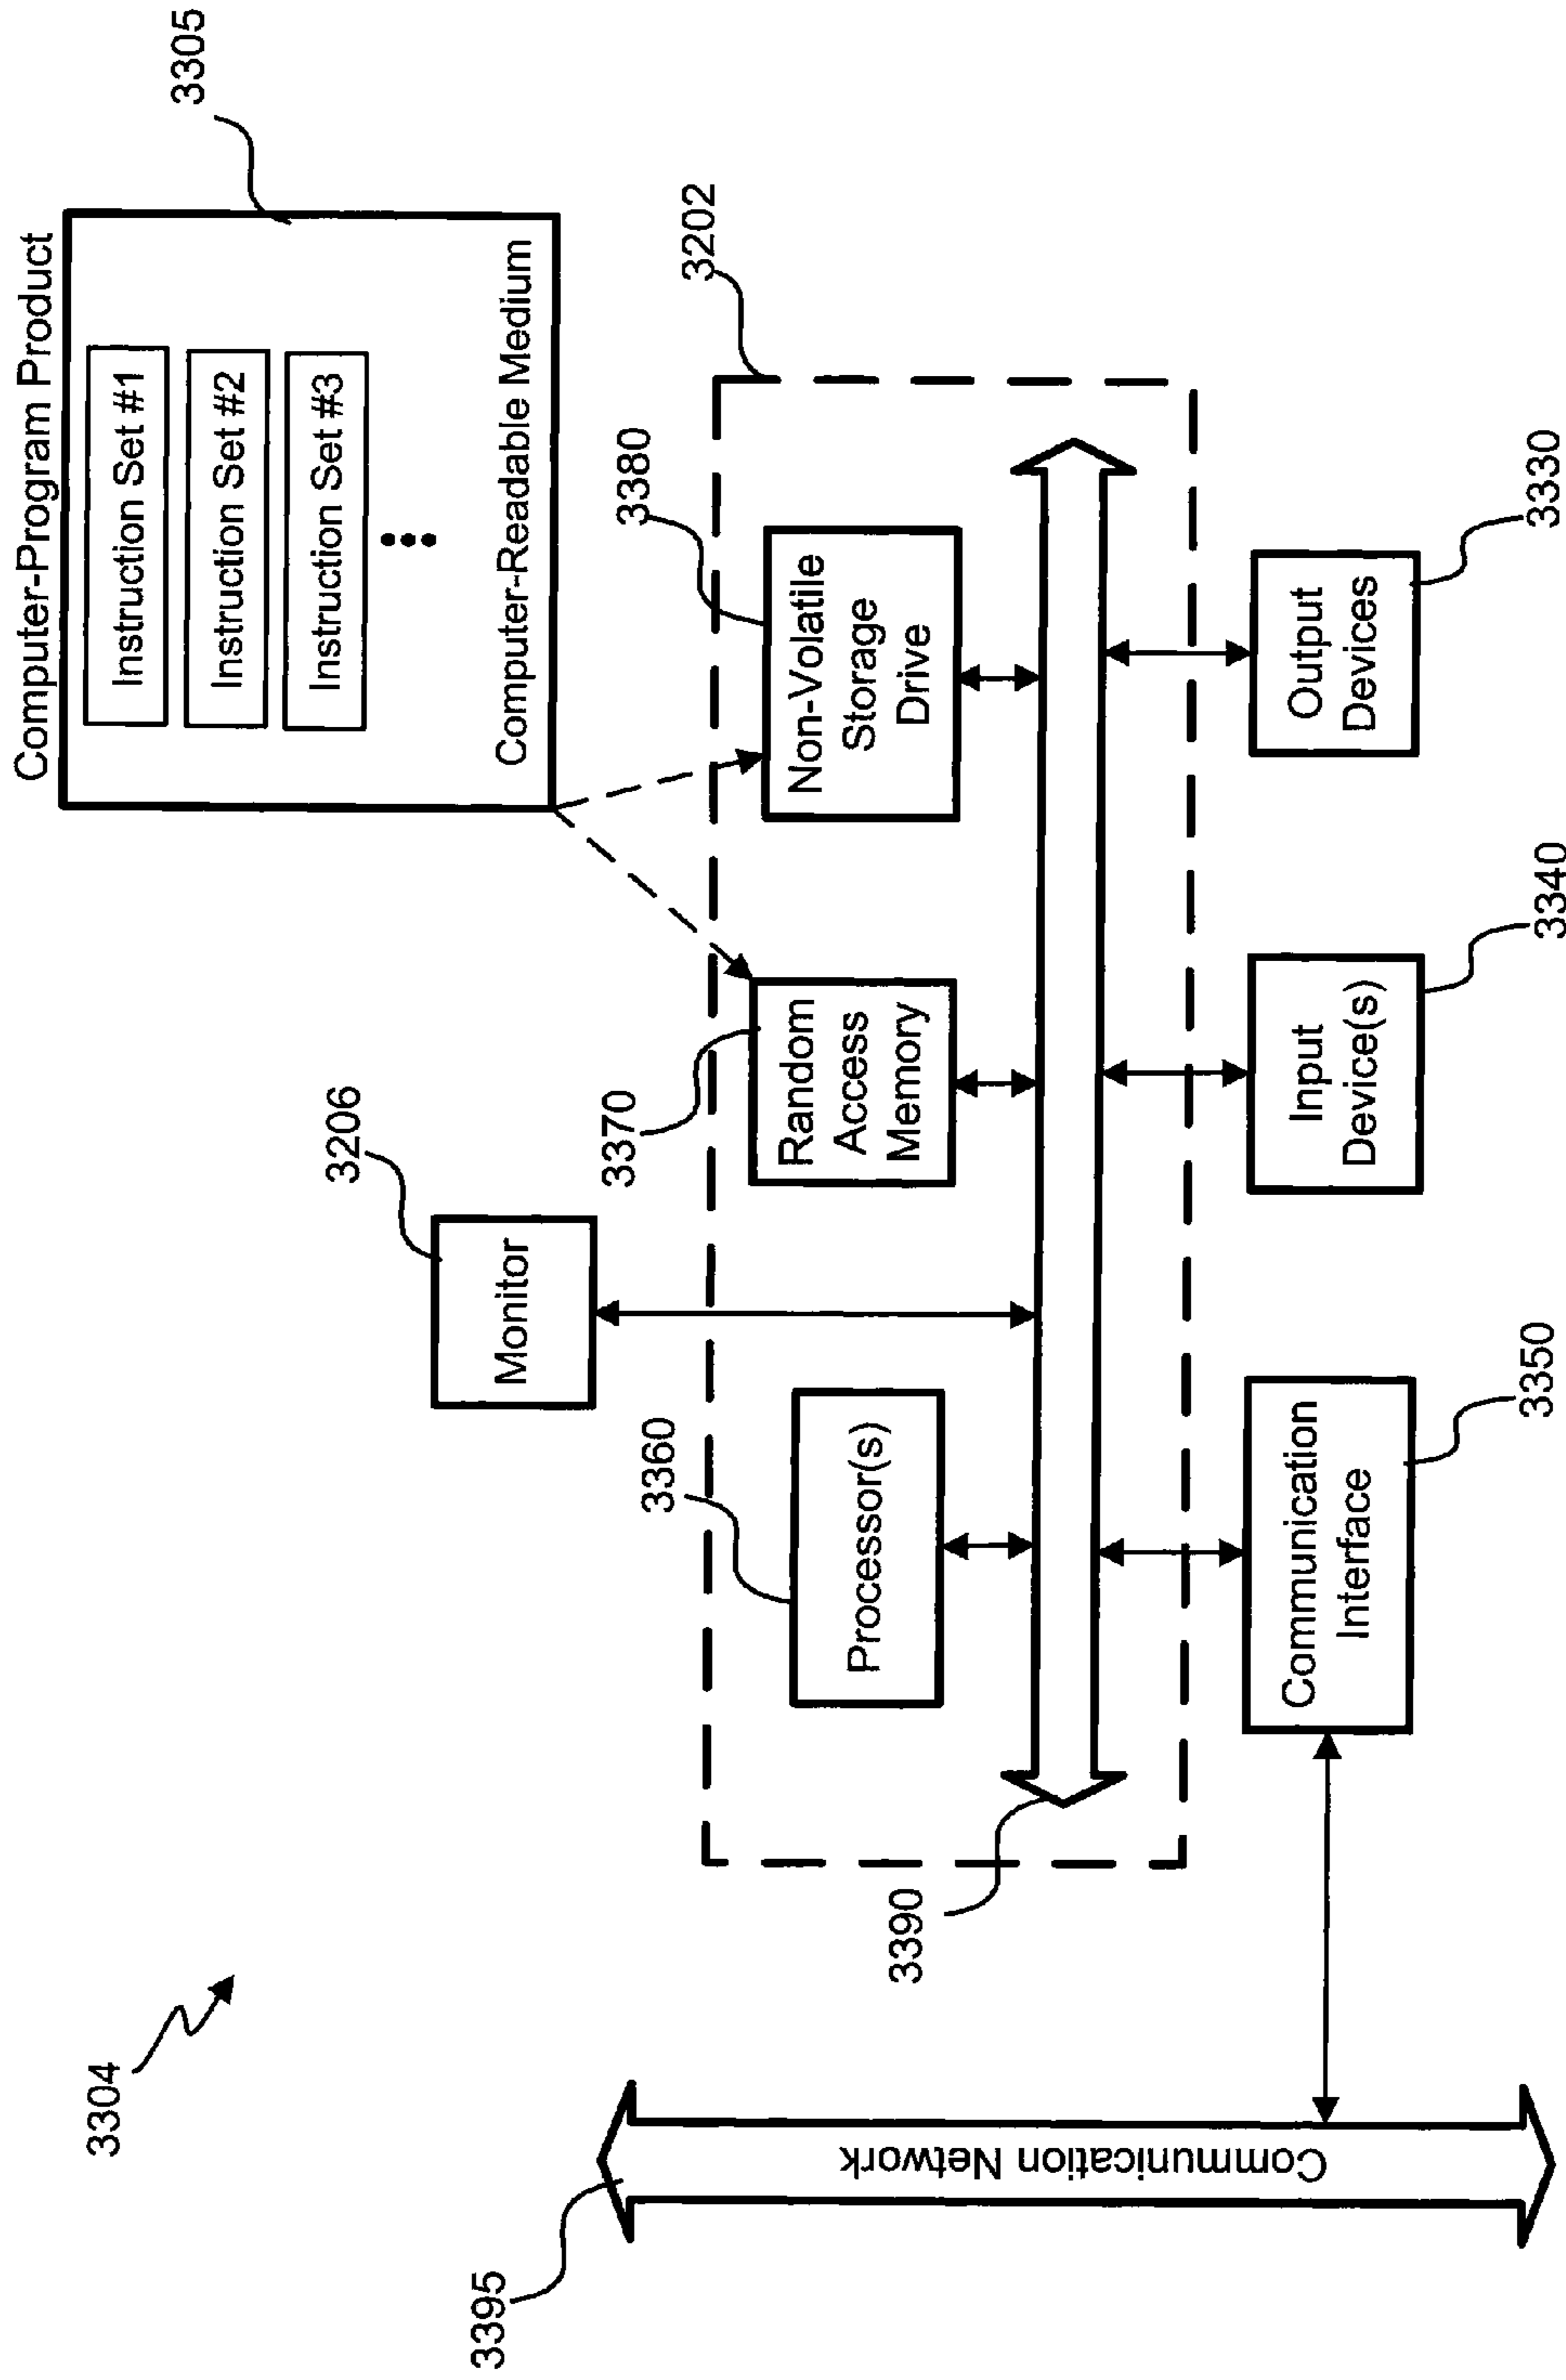 3304
Computer-Program Product
Instruction Set #1
Instruction Set #2
Instruction Set #3
Computer-Readable Medium
3305
3206
Monitor
3202
3360
Processor(s)
3370
Random
Access
Memory
3380
Non-Volatile
Storage
Drive
3390
3395
Communication Network
Communication
Interface
3350
Input
Device(s)
3340
Output
Devices
3330